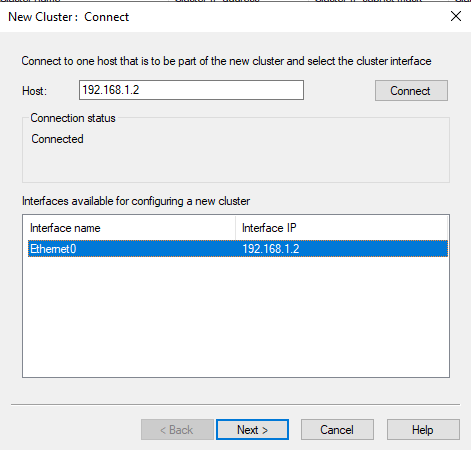 New Cluster : Connect
Connect to one host that is to be part of the new cluster and select the cluster interface
Host: 192.168.1.2 Connect
Connection status
Connected
Interfaces available for configuring a new cluster
Interface name Interface IP
Ethernet0 192.168.1.2
< Back Next > Cancel Help